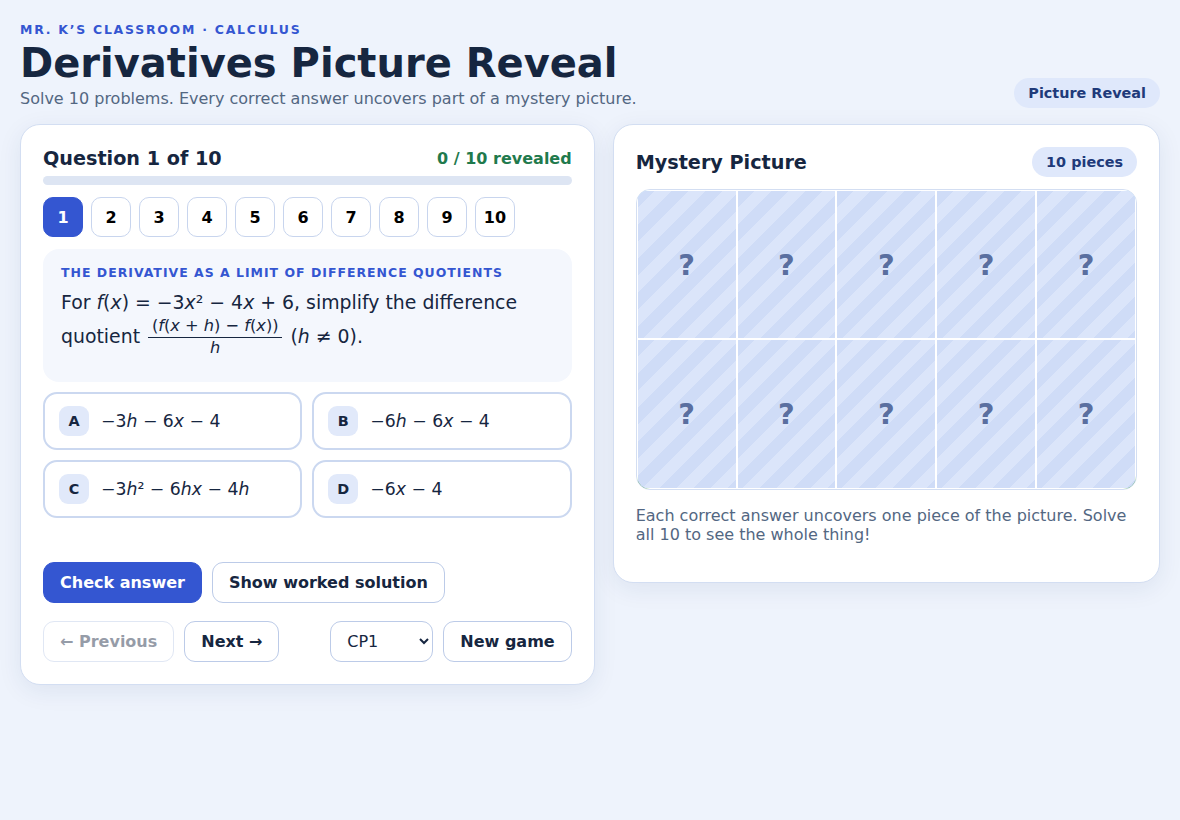 MR. K’S CLASSROOM · CALCULUS
Derivatives Picture Reveal
Solve 10 problems. Every correct answer uncovers part of a mystery picture.
Picture Reveal
Question 1 of 10
0 / 10 revealed
1 2 3 4 5 6 7 8 9 10
THE DERIVATIVE AS A LIMIT OF DIFFERENCE QUOTIENTS
For f(x) = −3x² − 4x + 6, simplify the difference
quotient (f(x + h) − f(x)) / h (h ≠ 0).
A −3h − 6x − 4
B −6h − 6x − 4
C −3h² − 6hx − 4h
D −6x − 4
Check answer
Show worked solution
← Previous
Next →
CP1
New game
Mystery Picture
10 pieces
? ? ? ? ?
? ? ? ? ?
Each correct answer uncovers one piece of the picture. Solve
all 10 to see the whole thing!